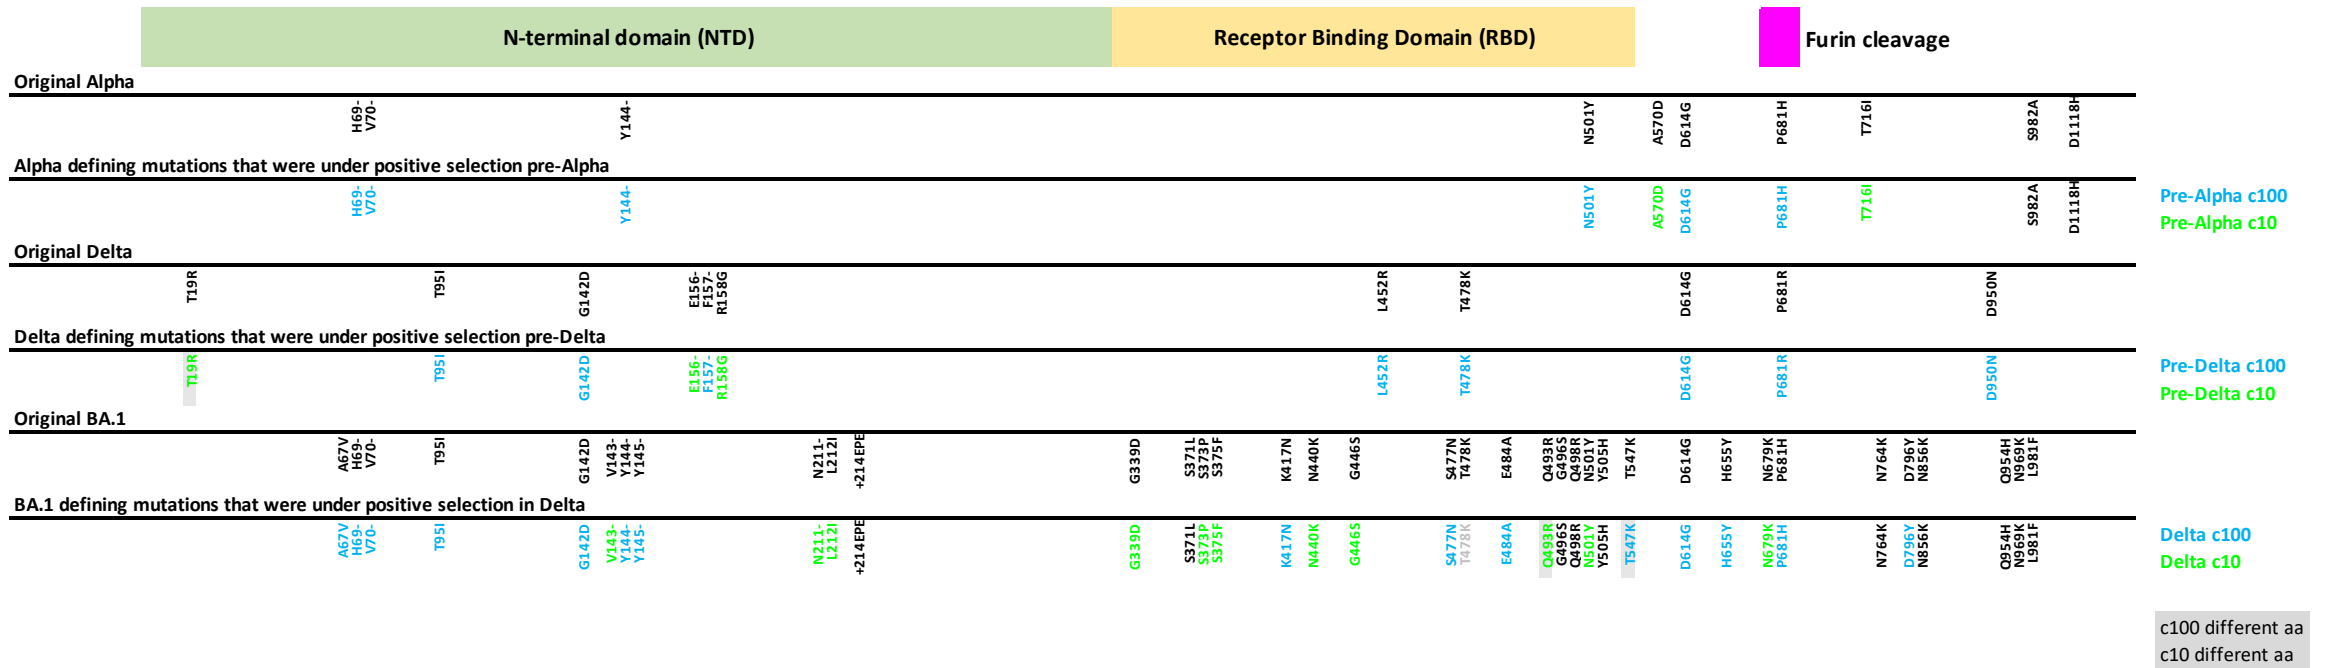 N-terminal domain (NTD) Receptor Binding Domain (RBD) Furin cleavage
Original Alpha
H69- V70- Y144- N501Y A570D D614G P681H T716I S982A D1118H
Alpha defining mutations that were under positive selection pre-Alpha
H69- V70- Y144- N501Y A570D D614G P681H T716I S982A D1118H
Pre-Alpha c100
Pre-Alpha c10
Original Delta
T19R T95I G142D E156- F157- R158G L452R T478K D614G P681R D950N
Delta defining mutations that were under positive selection pre-Delta
T19R T95I G142D E156- F157- R158G L452R T478K D614G P681R D950N
Pre-Delta c100
Pre-Delta c10
Original BA.1
A67V H69- V70- T95I G142D V143- Y144- Y145- N211- L212I +214EPE G339D S371L S373P S375F K417N N440K G446S S477N T478K E484A Q493R G496S Q498R N501Y Y505H T547K D614G H655Y N679K P681H N764K D796Y N856K Q954H N969K L981F
BA.1 defining mutations that were under positive selection in Delta
A67V H69- V70- T95I G142D V143- Y144- Y145- N211- L212I +214EPE G339D S371L S373P S375F K417N N440K G446S S477N T478K E484A Q493R G496S Q498R N501Y Y505H T547K D614G H655Y N679K P681H N764K D796Y N856K Q954H N969K L981F
Delta c100
Delta c10
c100 different aa
c10 different aa